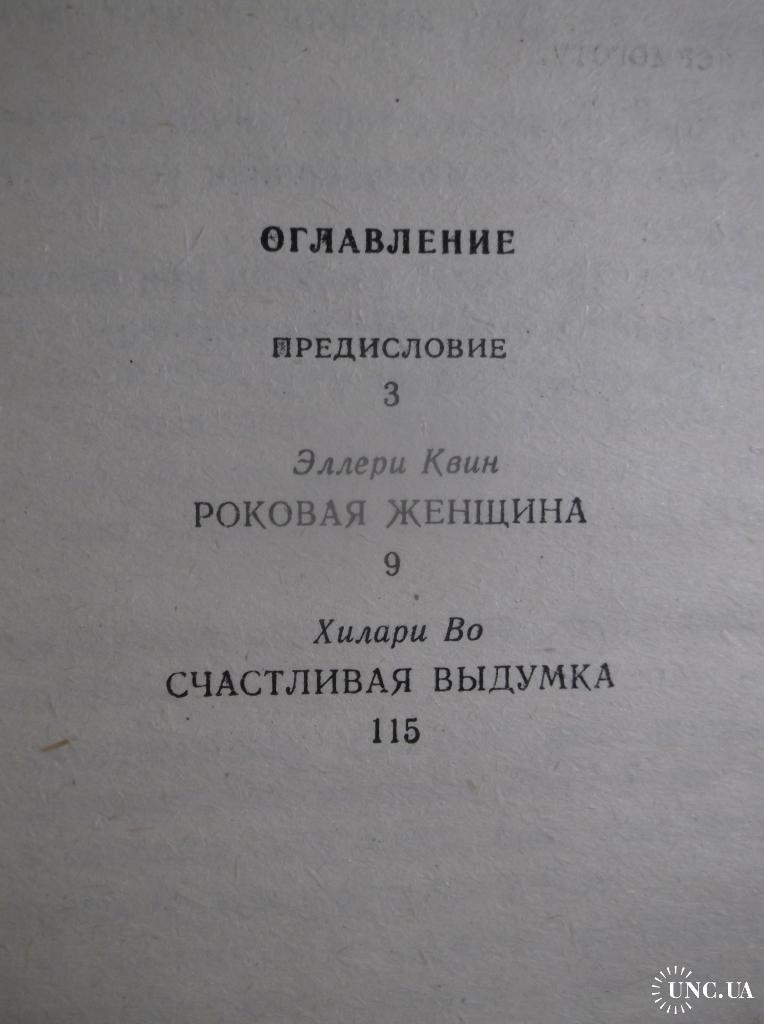 ОГЛАВЛЕНИЕ
ПРЕДИСЛОВИЕ
3
Эллери Квин
РОКОВАЯ ЖЕНЩИНА
9
Хилари Во
СЧАСТЛИВАЯ ВЫДУМКА
115
UNC.UA